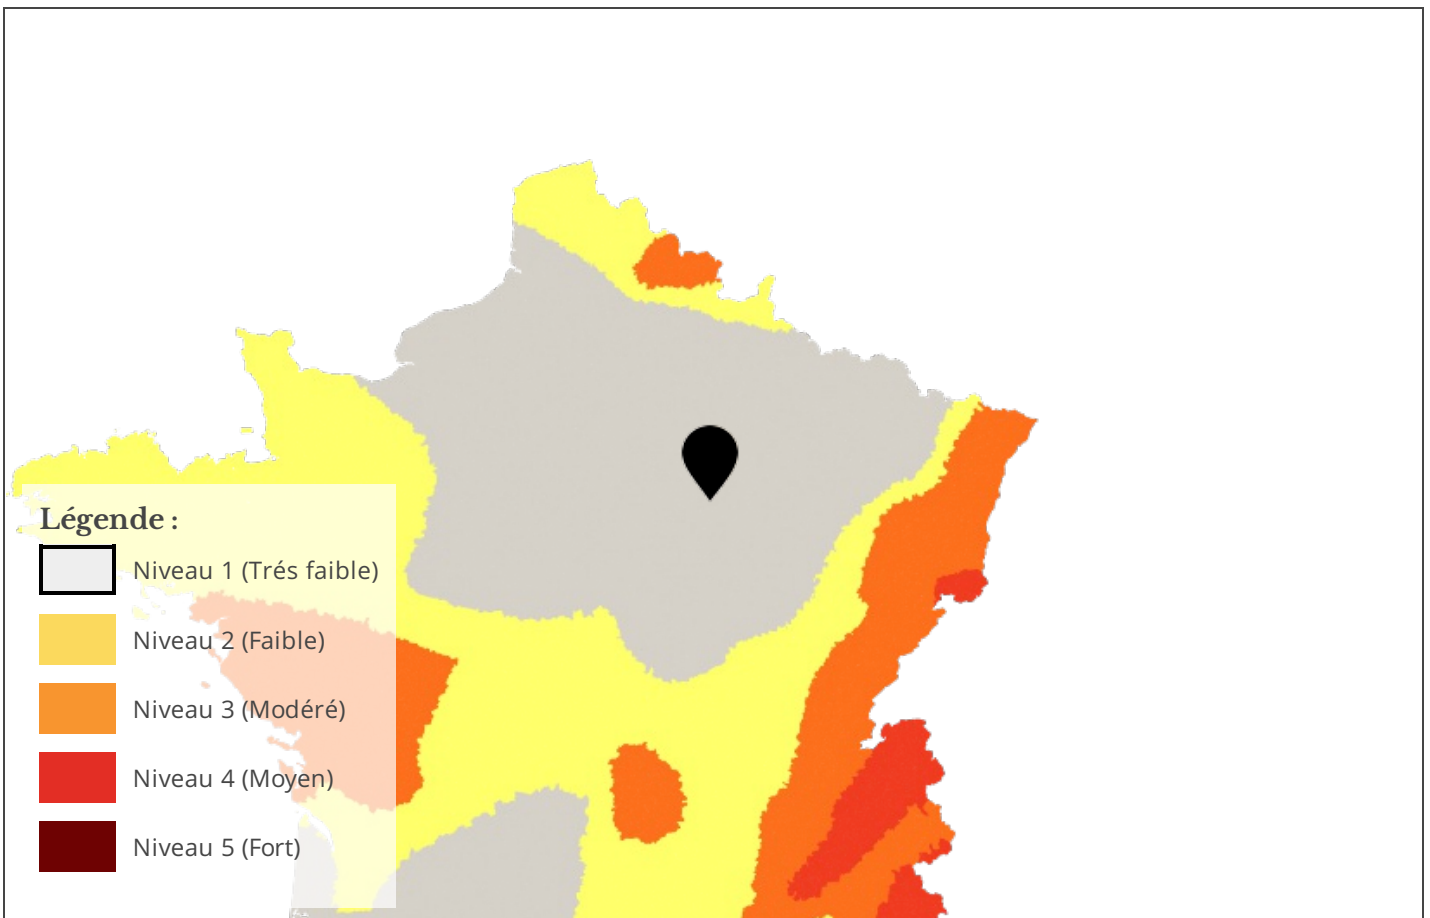 Légende :
Niveau 1 (Trés faible)
Niveau 2 (Faible)
Niveau 3 (Modéré)
Niveau 4 (Moyen)
Niveau 5 (Fort)